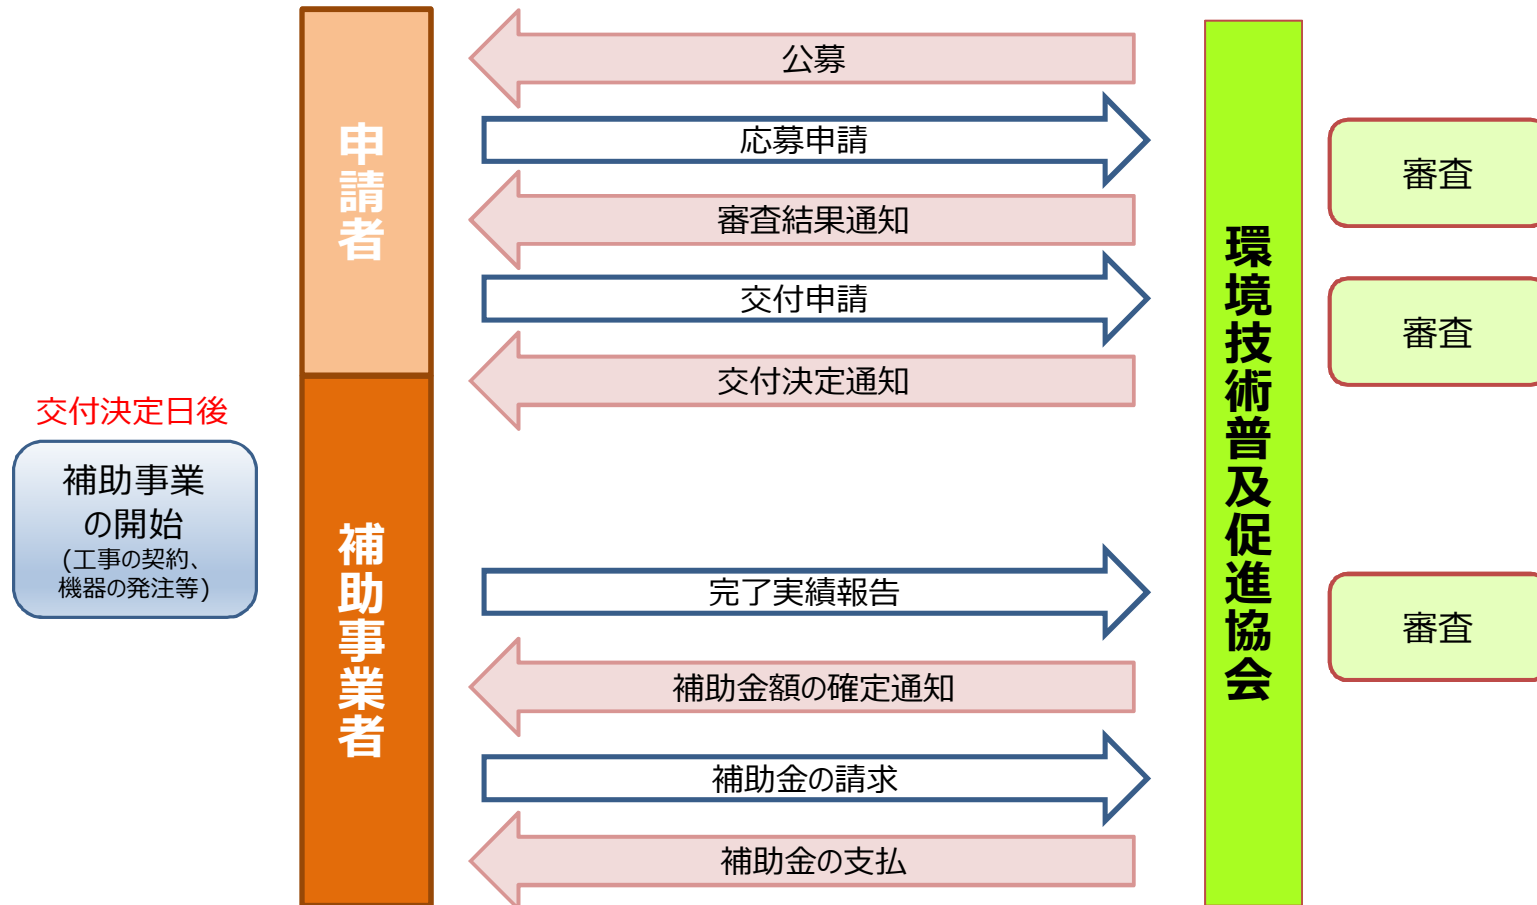 公募
申請者
応募申請
審査
審査結果通知
交付申請
審査
交付決定通知
環境技術普及促進協会
交付決定日後
補助事業
の開始
(工事の契約、
機器の発注等)
補助事業者
完了実績報告
審査
補助金額の確定通知
補助金の請求
補助金の支払